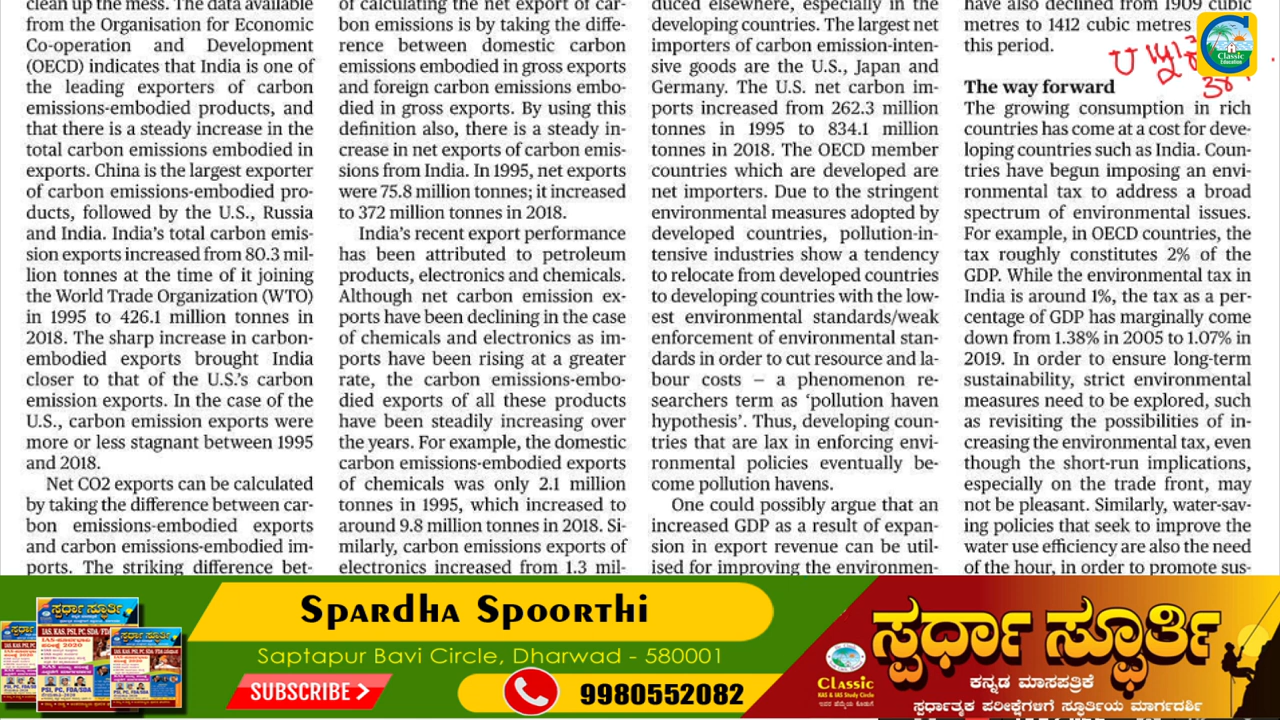 clean up the mess. The data available
from the Organisation for Economic
Co-operation and Development
(OECD) indicates that India is one of
the leading exporters of carbon
emissions-embodied products, and
that there is a steady increase in the
total carbon emissions embodied in
exports. China is the largest exporter
of carbon emissions-embodied pro-
ducts, followed by the U.S., Russia
and India. India’s total carbon emis-
sion exports increased from 80.3 mil-
lion tonnes at the time of it joining
the World Trade Organization (WTO)
in 1995 to 426.1 million tonnes in
2018. The sharp increase in carbon-
embodied exports brought India
closer to that of the U.S.’s carbon
emission exports. In the case of the
U.S., carbon emission exports were
more or less stagnant between 1995
and 2018.
Net CO2 exports can be calculated
by taking the difference between car-
bon emissions-embodied exports
and carbon emissions-embodied im-
ports. The striking difference bet-
of calculating the net export of car-
bon emissions is by taking the diffe-
rence between domestic carbon
emissions embodied in gross exports
and foreign carbon emissions embo-
died in gross exports. By using this
definition also, there is a steady in-
crease in net exports of carbon emis-
sions from India. In 1995, net exports
were 75.8 million tonnes; it increased
to 372 million tonnes in 2018.
India’s recent export performance
has been attributed to petroleum
products, electronics and chemicals.
Although net carbon emission ex-
ports have been declining in the case
of chemicals and electronics as im-
ports have been rising at a greater
rate, the carbon emissions-embo-
died exports of all these products
have been steadily increasing over
the years. For example, the domestic
carbon emissions-embodied exports
of chemicals was only 2.1 million
tonnes in 1995, which increased to
around 9.8 million tonnes in 2018. Si-
milarly, carbon emissions exports of
electronics increased from 1.3 mil-
duced elsewhere, especially in the
developing countries. The largest net
importers of carbon emission-inten-
sive goods are the U.S., Japan and
Germany. The U.S. net carbon im-
ports increased from 262.3 million
tonnes in 1995 to 834.1 million
tonnes in 2018. The OECD member
countries which are developed are
net importers. Due to the stringent
environmental measures adopted by
developed countries, pollution-in-
tensive industries show a tendency
to relocate from developed countries
to developing countries with the low-
est environmental standards/weak
enforcement of environmental stan-
dards in order to cut resource and la-
bour costs – a phenomenon re-
searchers term as ‘pollution haven
hypothesis’. Thus, developing coun-
tries that are lax in enforcing envi-
ronmental policies eventually be-
come pollution havens.
One could possibly argue that an
increased GDP as a result of expan-
sion in export revenue can be util-
ised for improving the environmen-
have also declined from 1909 cubic
metres to 1412 cubic metres
this period.
The way forward
The growing consumption in rich
countries has come at a cost for deve-
loping countries such as India. Coun-
tries have begun imposing an envi-
ronmental tax to address a broad
spectrum of environmental issues.
For example, in OECD countries, the
tax roughly constitutes 2% of the
GDP. While the environmental tax in
India is around 1%, the tax as a per-
centage of GDP has marginally come
down from 1.38% in 2005 to 1.07% in
2019. In order to ensure long-term
sustainability, strict environmental
measures need to be explored, such
as revisiting the possibilities of in-
creasing the environmental tax, even
though the short-run implications,
especially on the trade front, may
not be pleasant. Similarly, water-sav-
ing policies that seek to improve the
water use efficiency are also the need
of the hour, in order to promote sus-
Classic
Education
Spardha Spoorthi
Saptapur Bavi Circle, Dharwad - 580001
SUBSCRIBE
9980552082
ಸ್ಪರ್ಧಾ ಸ್ಫೂರ್ತಿ
ಸ್ಪರ್ಧಾ ಸ್ಫೂರ್ತಿ
ಕನ್ನಡ ಮಾಸಪತ್ರಿಕೆ
ಸ್ಪರ್ಧಾತ್ಮಕ ಪರೀಕ್ಷೆಗಳಿಗೆ ಸ್ಫೂರ್ತಿಯ ಮಾರ್ಗದರ್ಶಿ
Classic
KAS & IAS Study Circle